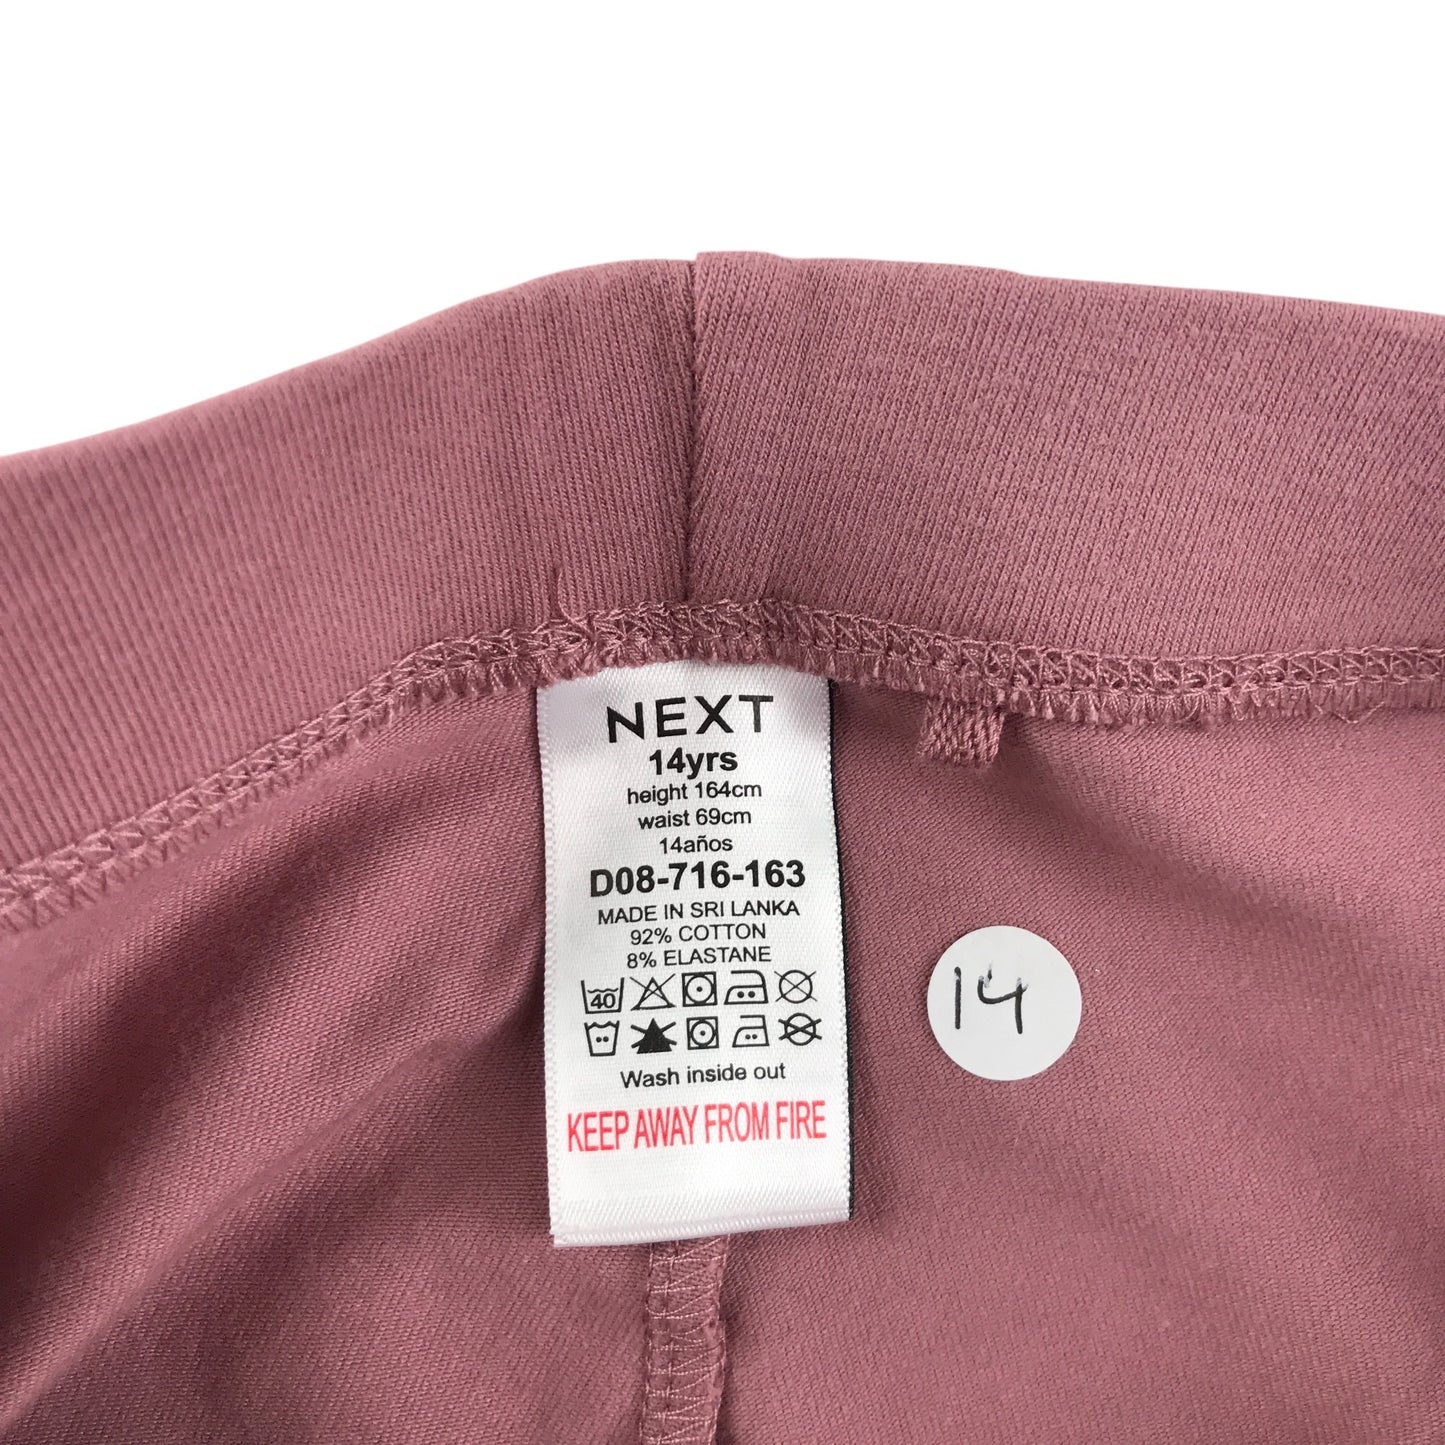 NEXT
14yrs
height 164cm
waist 69cm
14años
D08-716-163
MADE IN SRI LANKA
92% COTTON
8% ELASTANE
40
Wash inside out
KEEP AWAY FROM FIRE
14